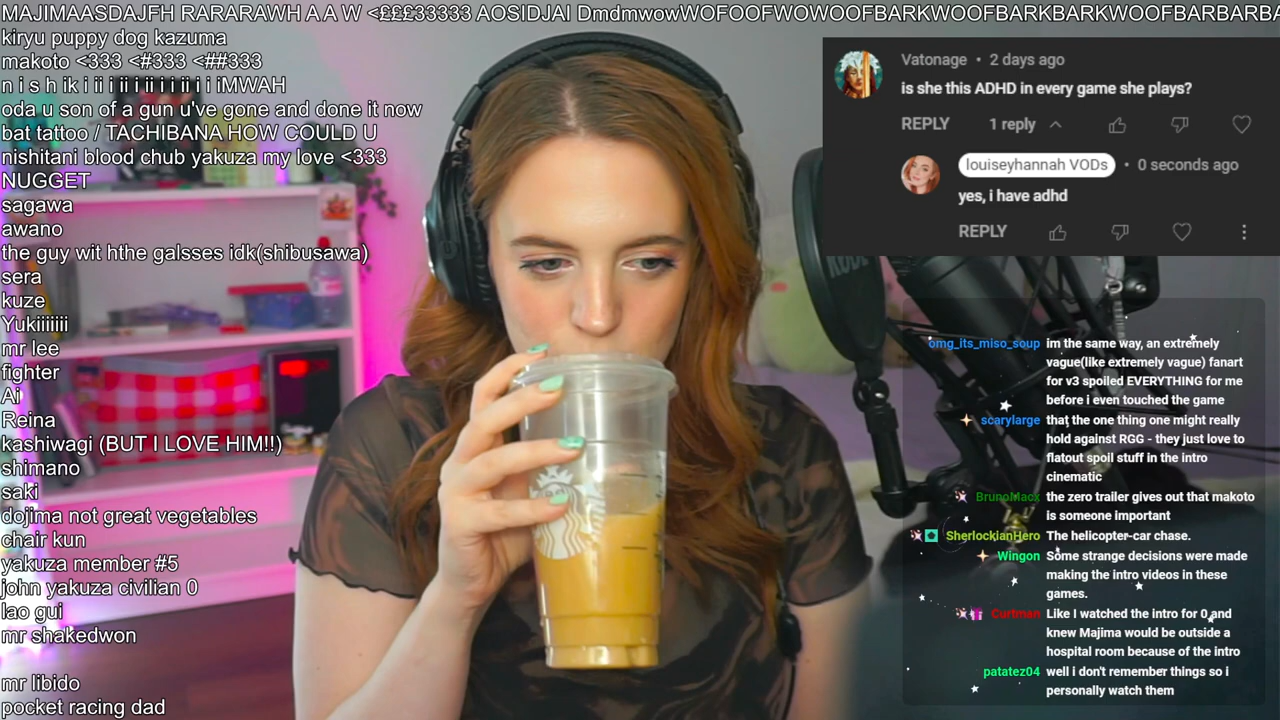 MAJIMAASDAJFH RARARAWH A A W <£££33333 AOSIDJAI DmdmwowWOFOOFWOWOOFBARKWOOFBARKBARKWOOFBARBARBA
kiryu puppy dog kazuma
makoto <333 <#333 <##333
n i s h ik i ii i ii i ii i i ii i i iMWAH
oda u son of a gun u've gone and done it now
bat tattoo / TACHIBANA HOW COULD U
nishitani blood chub yakuza my love <333
NUGGET
sagawa
awano
the guy wit hthe galsses idk(shibusawa)
sera
kuze
Yukiiiiiii
mr lee
fighter
Ai
Reina
kashiwagi (BUT I LOVE HIM!!)
shimano
saki
dojima not great vegetables
chair kun
yakuza member #5
john yakuza civilian 0
lao gui
mr shakedwon
mr libido
pocket racing dad
Vatonage • 2 days ago
is she this ADHD in every game she plays?
REPLY 1 reply
louiseyhannah VODs • 0 seconds ago
yes, i have adhd
REPLY
omg_its_miso_soup im the same way, an extremely
vague(like extremely vague) fanart
for v3 spoiled EVERYTHING for me
before i even touched the game
scarylarge that the one thing one might really
hold against RGG - they just love to
flatout spoil stuff in the intro
cinematic
BrunoMack the zero trailer gives out that makoto
is someone important
SherlockianHero The helicopter-car chase.
Wingon Some strange decisions were made
making the intro videos in these
games.
Curtman Like I watched the intro for 0 and
knew Majima would be outside a
hospital room because of the intro
patatez04 well i don't remember things so i
personally watch them